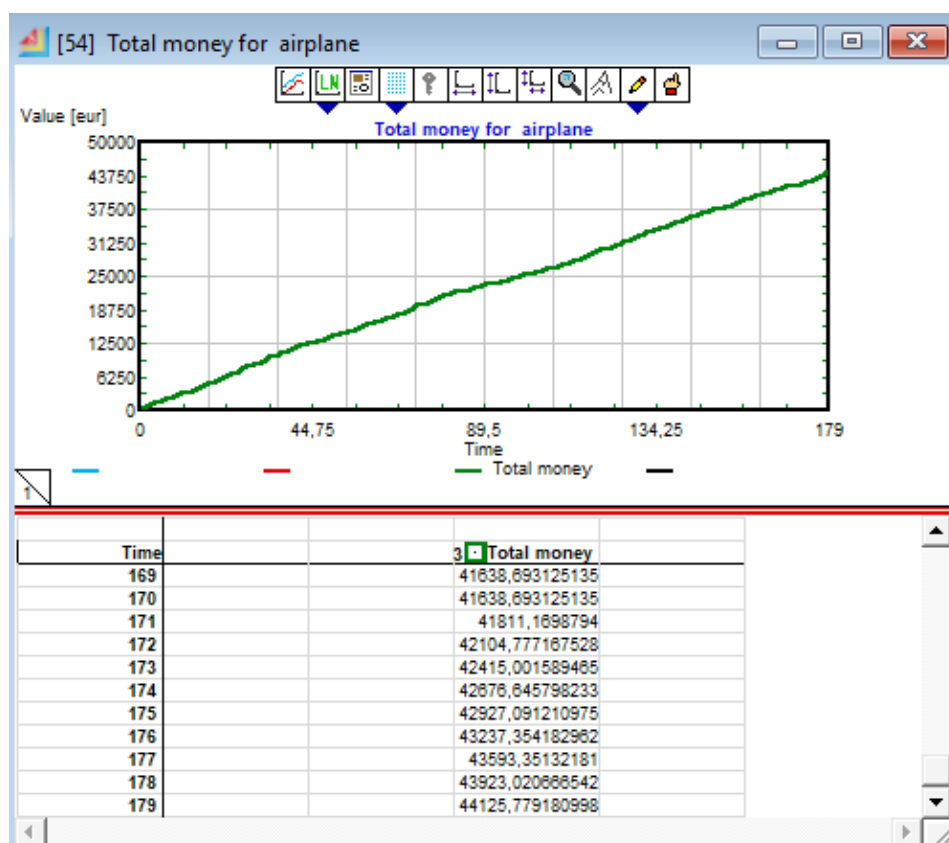 [54] Total money for airplane
LN
Value [eur]
Total money for airplane
50000
43750
37500
31250
25000
18750
12500
6250
0
0 44,75 89,5 134,25 179
Time
Total money
1
Time 3 Total money
169 41638,693125135
170 41638,693125135
171 41811,1698794
172 42104,777167528
173 42415,001589465
174 42676,645798233
175 42927,091210975
176 43237,354182962
177 43593,35132181
178 43923,020666542
179 44125,779180998